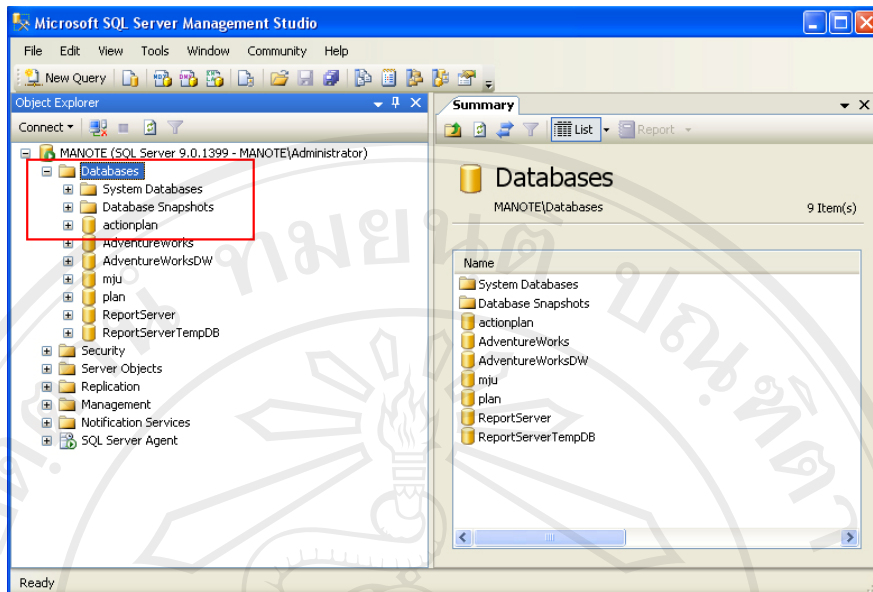 Microsoft SQL Server Management Studio
File Edit View Tools Window Community Help
New Query
Object Explorer
Connect
MANOTE (SQL Server 9.0.1399 - MANOTE\Administrator)
Databases
System Databases
Database Snapshots
actionplan
AdventureWorks
AdventureWorksDW
mju
plan
ReportServer
ReportServerTempDB
Security
Server Objects
Replication
Management
Notification Services
SQL Server Agent
Summary
List Report
Databases
MANOTE\Databases 9 Item(s)
Name
System Databases
Database Snapshots
actionplan
AdventureWorks
AdventureWorksDW
mju
plan
ReportServer
ReportServerTempDB
Ready